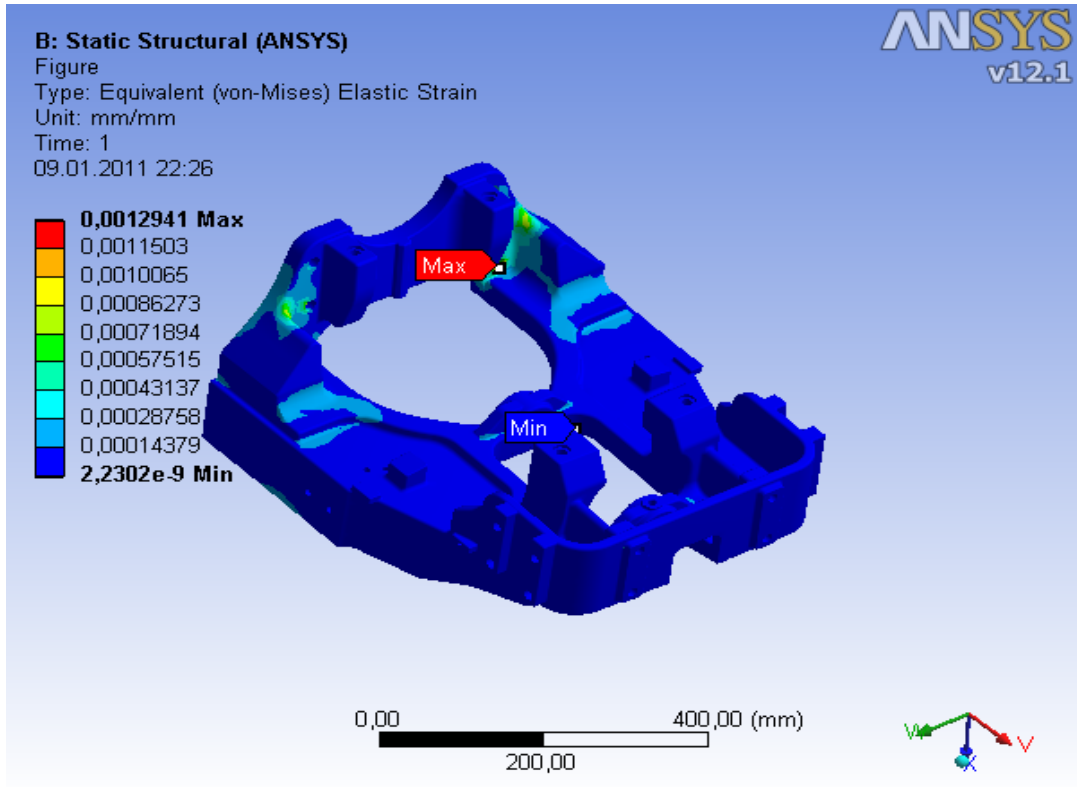 ANSYS
v12.1
B: Static Structural (ANSYS)
Figure
Type: Equivalent (von-Mises) Elastic Strain
Unit: mm/mm
Time: 1
09.01.2011 22:26
0,0012941 Max
0,0011503
0,0010065
0,00086273
0,00071894
0,00057515
0,00043137
0,00028758
0,00014379
2,2302e-9 Min
Max
Min
0,00
400,00 (mm)
200,00
X